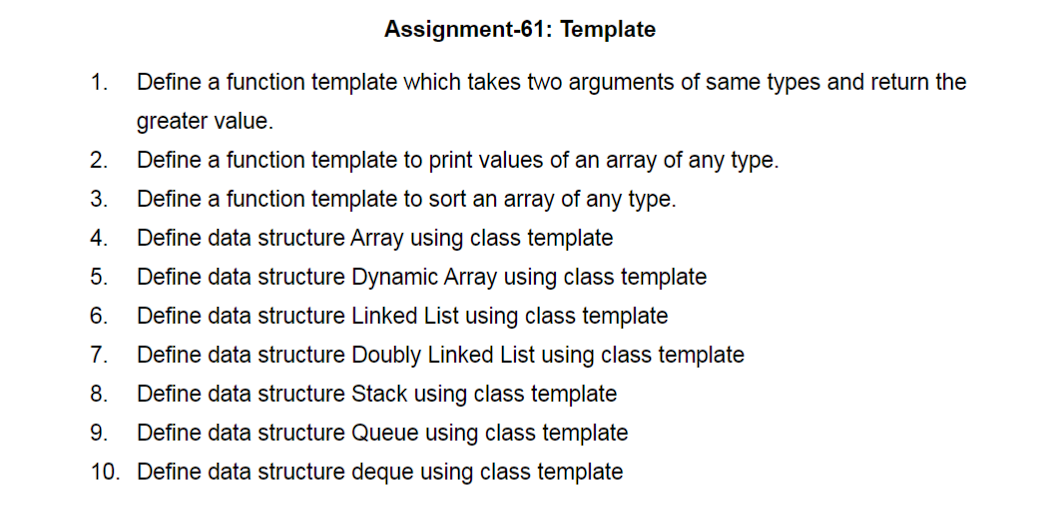 Assignment-61: Template
1. Define a function template which takes two arguments of same types and return the
greater value.
2. Define a function template to print values of an array of any type.
3. Define a function template to sort an array of any type.
4. Define data structure Array using class template
5. Define data structure Dynamic Array using class template
6. Define data structure Linked List using class template
7. Define data structure Doubly Linked List using class template
8. Define data structure Stack using class template
9. Define data structure Queue using class template
10. Define data structure deque using class template